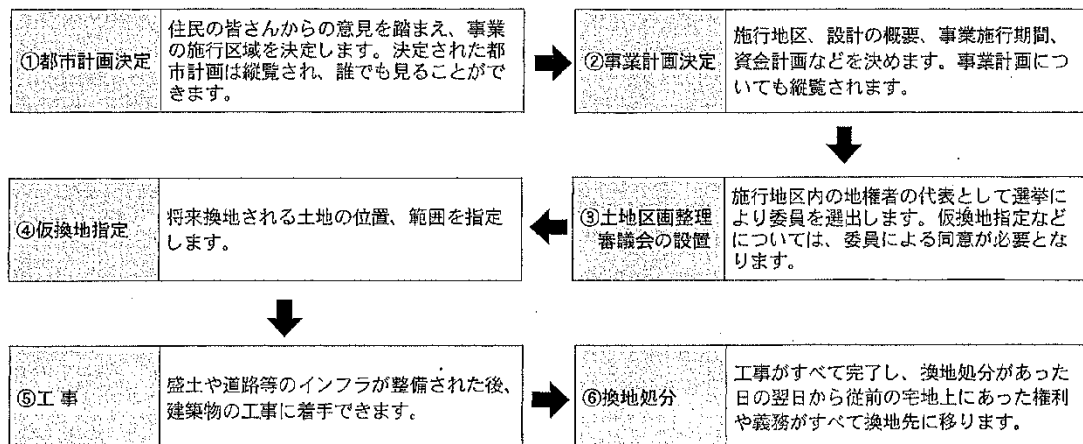 ①都市計画決定
住民の皆さんからの意見を踏まえ、事業
の施行区域を決定します。決定された都
市計画は縦覧され、誰でも見ることがで
きます。
②事業計画決定
施行地区、設計の概要、事業施行期間、
資金計画などを決めます。事業計画につ
いても縦覧されます。
③土地区画整理
審議会の設置
施行地区内の地権者の代表として選挙に
より委員を選出します。仮換地指定など
については、委員による同意が必要とな
ります。
④仮換地指定
将来換地される土地の位置、範囲を指定
します。
⑤工 事
盛土や道路等のインフラが整備された後、
建築物の工事に着手できます。
⑥換地処分
工事がすべて完了し、換地処分があった
日の翌日から従前の宅地上にあった権利
や義務がすべて換地先に移ります。